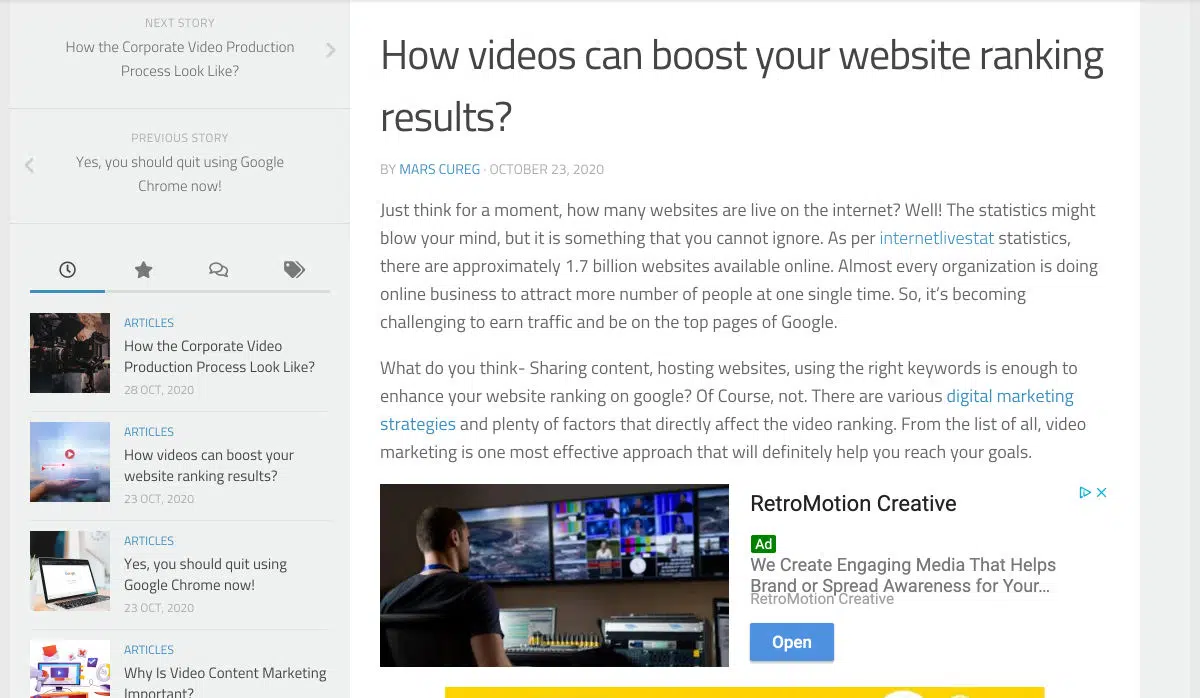 NEXT STORY
How the Corporate Video Production
Process Look Like?
PREVIOUS STORY
Yes, you should quit using Google
Chrome now!
ARTICLES
How the Corporate Video
Production Process Look Like?
28 OCT, 2020
ARTICLES
How videos can boost your
website ranking results?
23 OCT, 2020
ARTICLES
Yes, you should quit using
Google Chrome now!
23 OCT, 2020
ARTICLES
Why Is Video Content Marketing
Important?
How videos can boost your website ranking
results?
BY MARS CUREG · OCTOBER 23, 2020
Just think for a moment, how many websites are live on the internet? Well! The statistics might
blow your mind, but it is something that you cannot ignore. As per internetlivestat statistics,
there are approximately 1.7 billion websites available online. Almost every organization is doing
online business to attract more number of people at one single time. So, it’s becoming
challenging to earn traffic and be on the top pages of Google.
What do you think- Sharing content, hosting websites, using the right keywords is enough to
enhance your website ranking on google? Of Course, not. There are various digital marketing
strategies and plenty of factors that directly affect the video ranking. From the list of all, video
marketing is one most effective approach that will definitely help you reach your goals.
RetroMotion Creative
Ad
We Create Engaging Media That Helps
Brand or Spread Awareness for Your...
RetroMotion Creative
Open